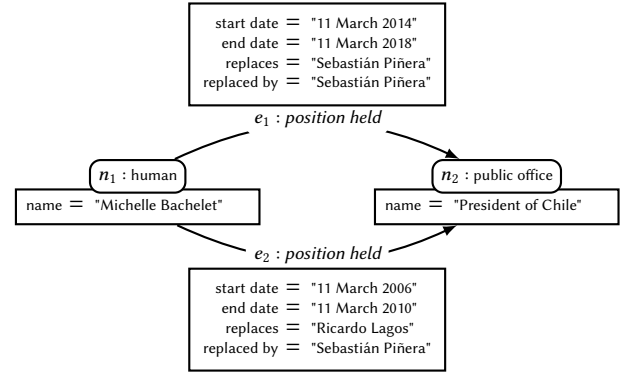 start date = "11 March 2014"
end date = "11 March 2018"
replaces = "Sebastián Piñera"
replaced by = "Sebastián Piñera"
e₁ : position held
n₁ : human
n₂ : public office
name = "Michelle Bachelet"
name = "President of Chile"
e₂ : position held
start date = "11 March 2006"
end date = "11 March 2010"
replaces = "Ricardo Lagos"
replaced by = "Sebastián Piñera"